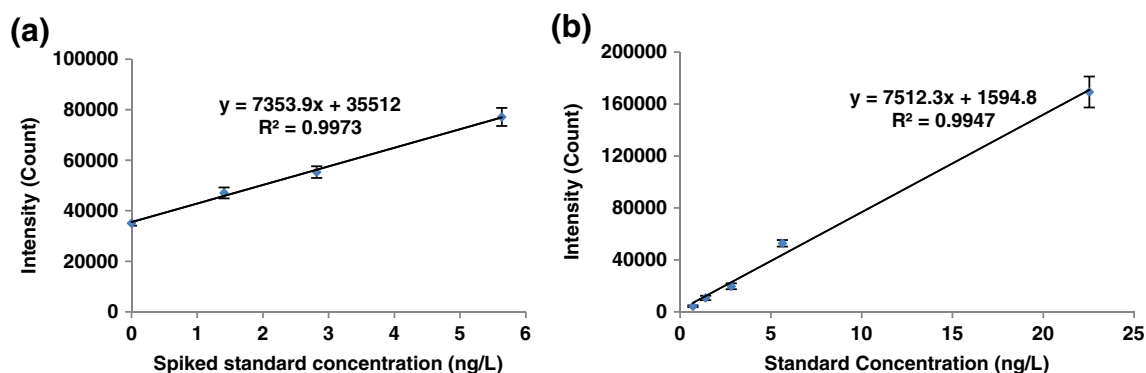 (a)
100000
80000
60000
40000
20000
0
Intensity (Count)
y = 7353.9x + 35512
R² = 0.9973
0 1 2 3 4 5 6
Spiked standard concentration (ng/L)
(b)
200000
160000
120000
80000
40000
0
Intensity (Count)
y = 7512.3x + 1594.8
R² = 0.9947
0 5 10 15 20 25
Standard Concentration (ng/L)